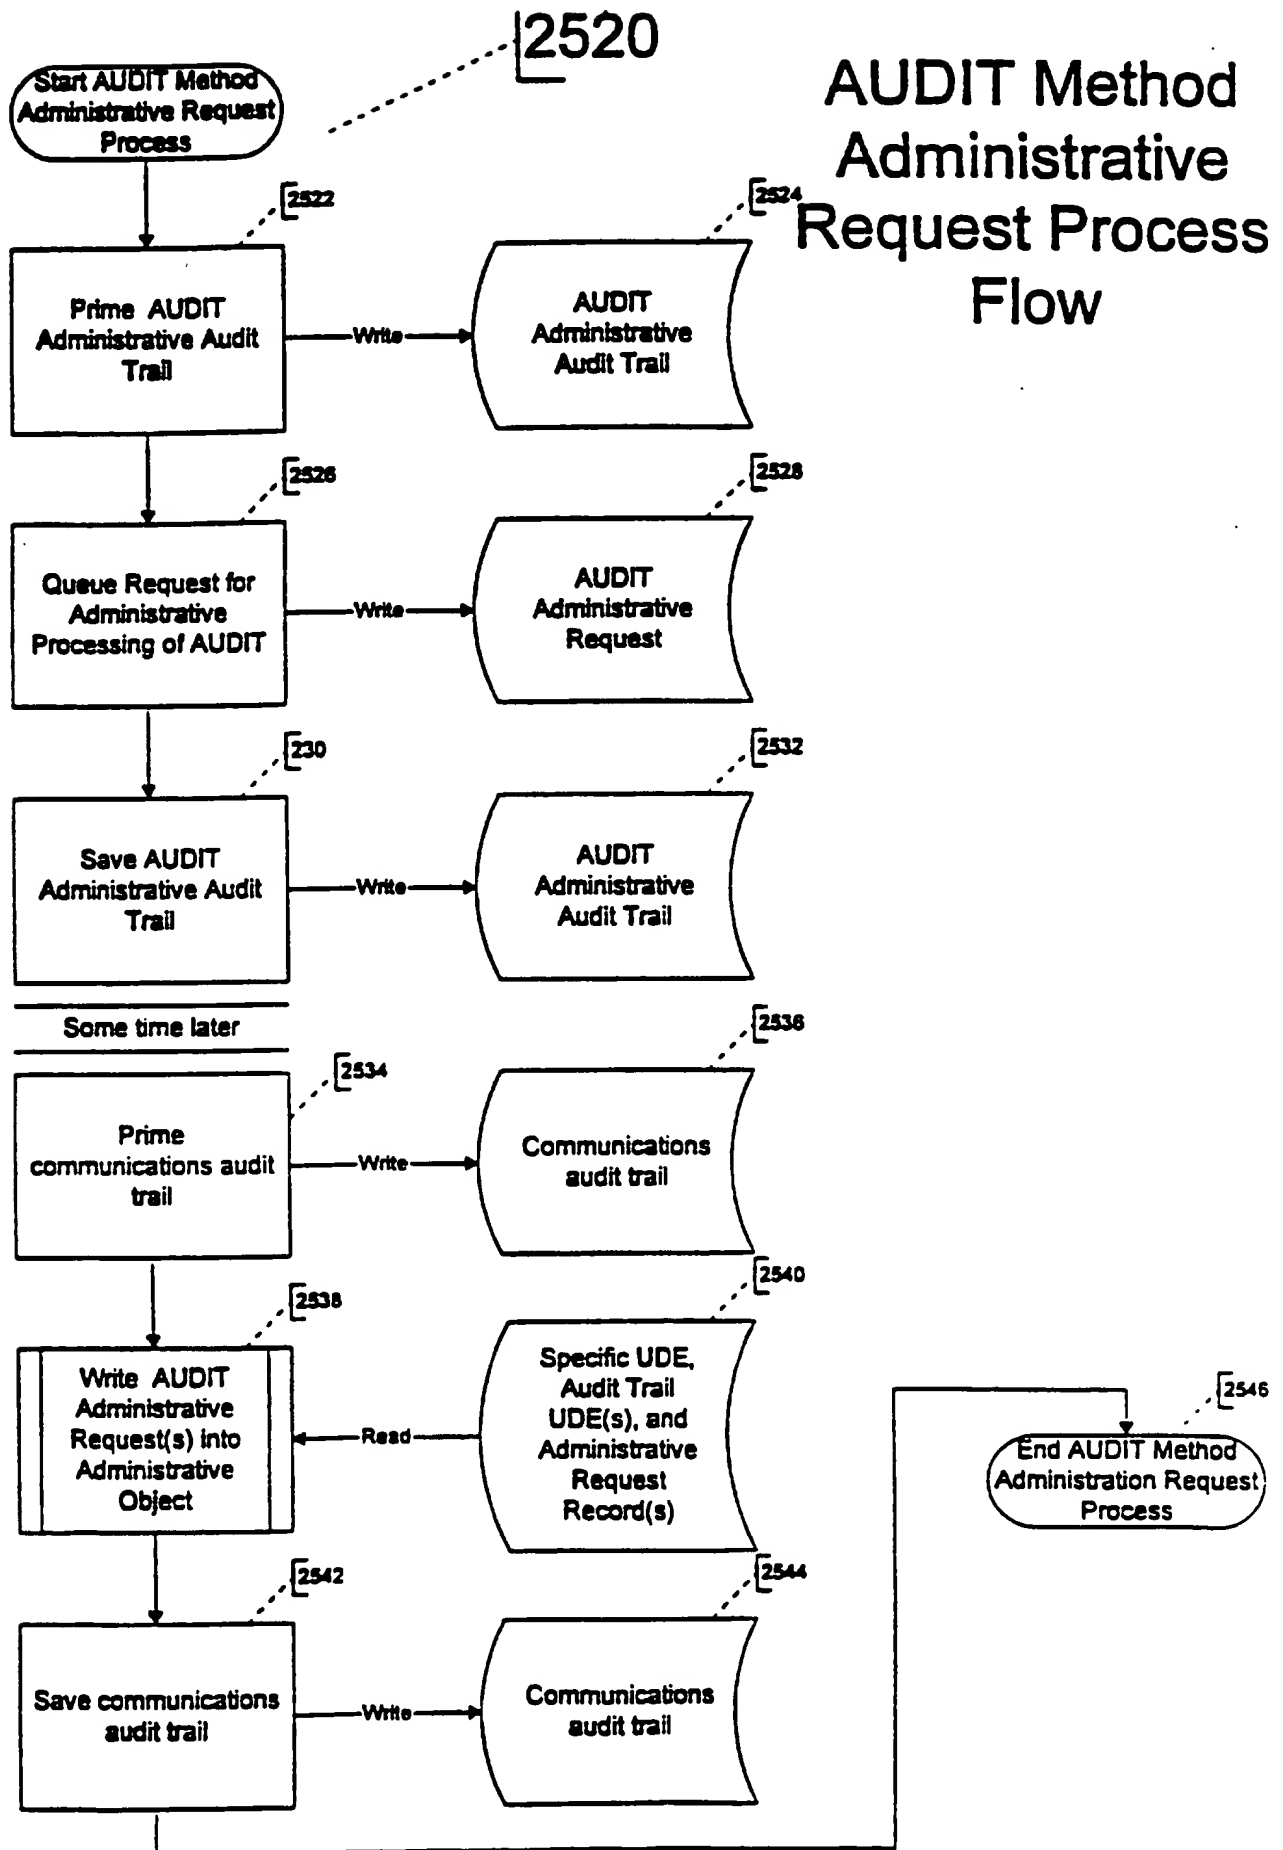 2520
AUDIT Method
Administrative
Request Process
Flow
Start AUDIT Method
Administrative Request
Process
2522
Prime AUDIT
Administrative Audit
Trail
Write
2524
AUDIT
Administrative
Audit Trail
2526
Queue Request for
Administrative
Processing of AUDIT
Write
2528
AUDIT
Administrative
Request
230
Save AUDIT
Administrative Audit
Trail
Write
2532
AUDIT
Administrative
Audit Trail
Some time later
2534
Prime
communications audit
trail
Write
2536
Communications
audit trail
2538
Write AUDIT
Administrative
Request(s) into
Administrative
Object
Read
2540
Specific UDE,
Audit Trail
UDE(s), and
Administrative
Request
Record(s)
2542
Save communications
audit trail
Write
2544
Communications
audit trail
2546
End AUDIT Method
Administration Request
Process